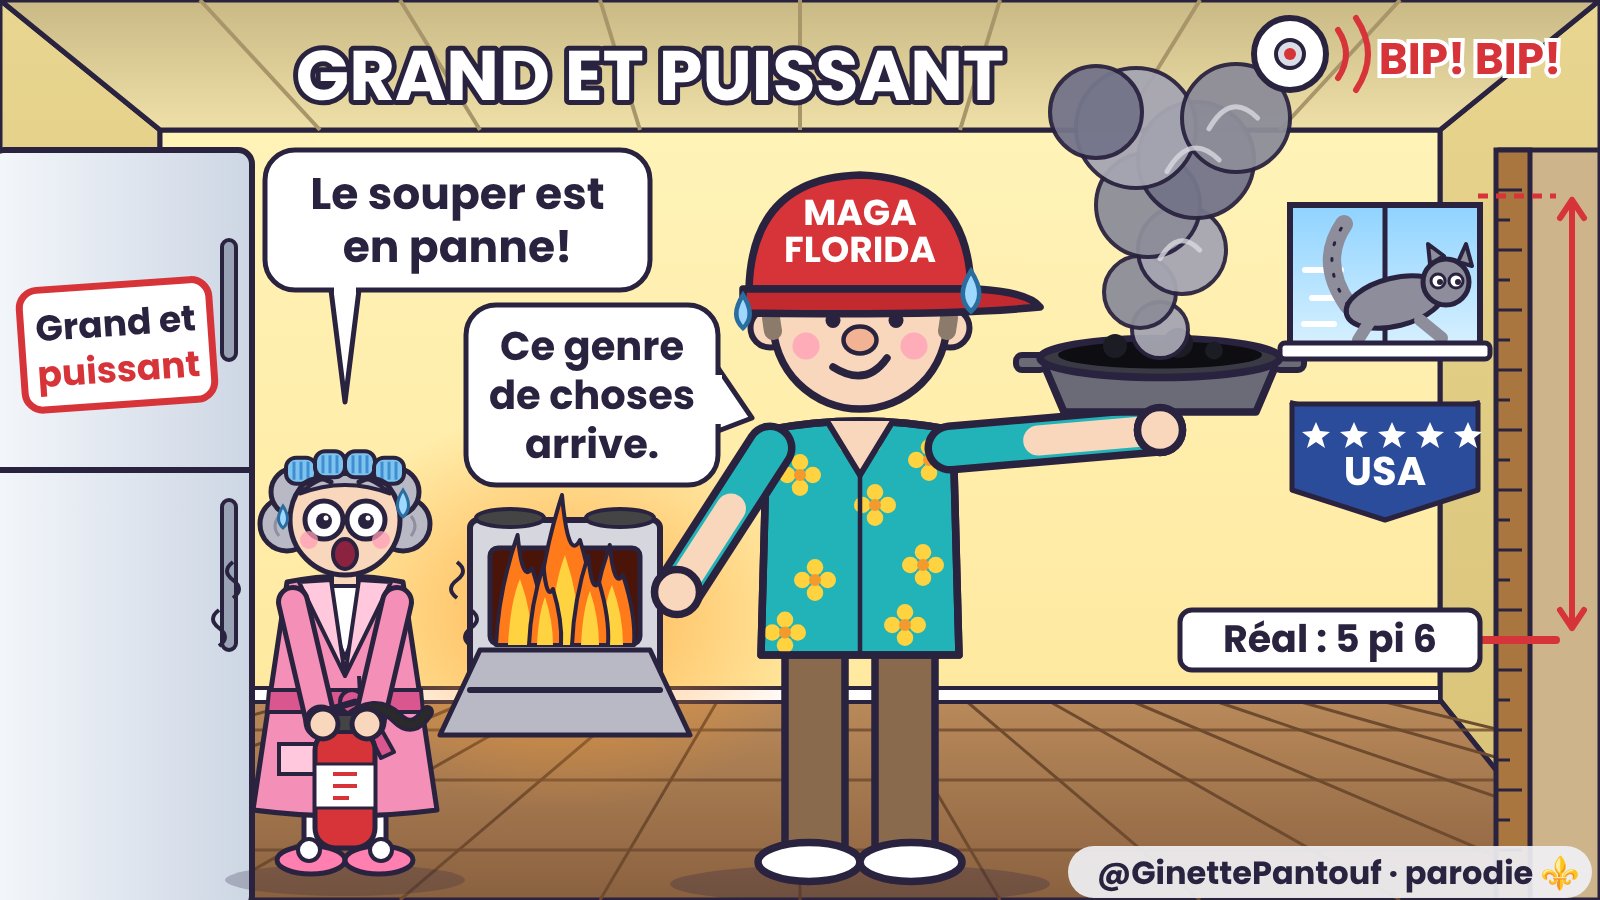 GRAND ET PUISSANT
BIP! BIP!
Le souper est
en panne!
MAGA
FLORIDA
Grand et
puissant
Ce genre
de choses
arrive.
USA
Réal : 5 pi 6
@GinettePantouf · parodie